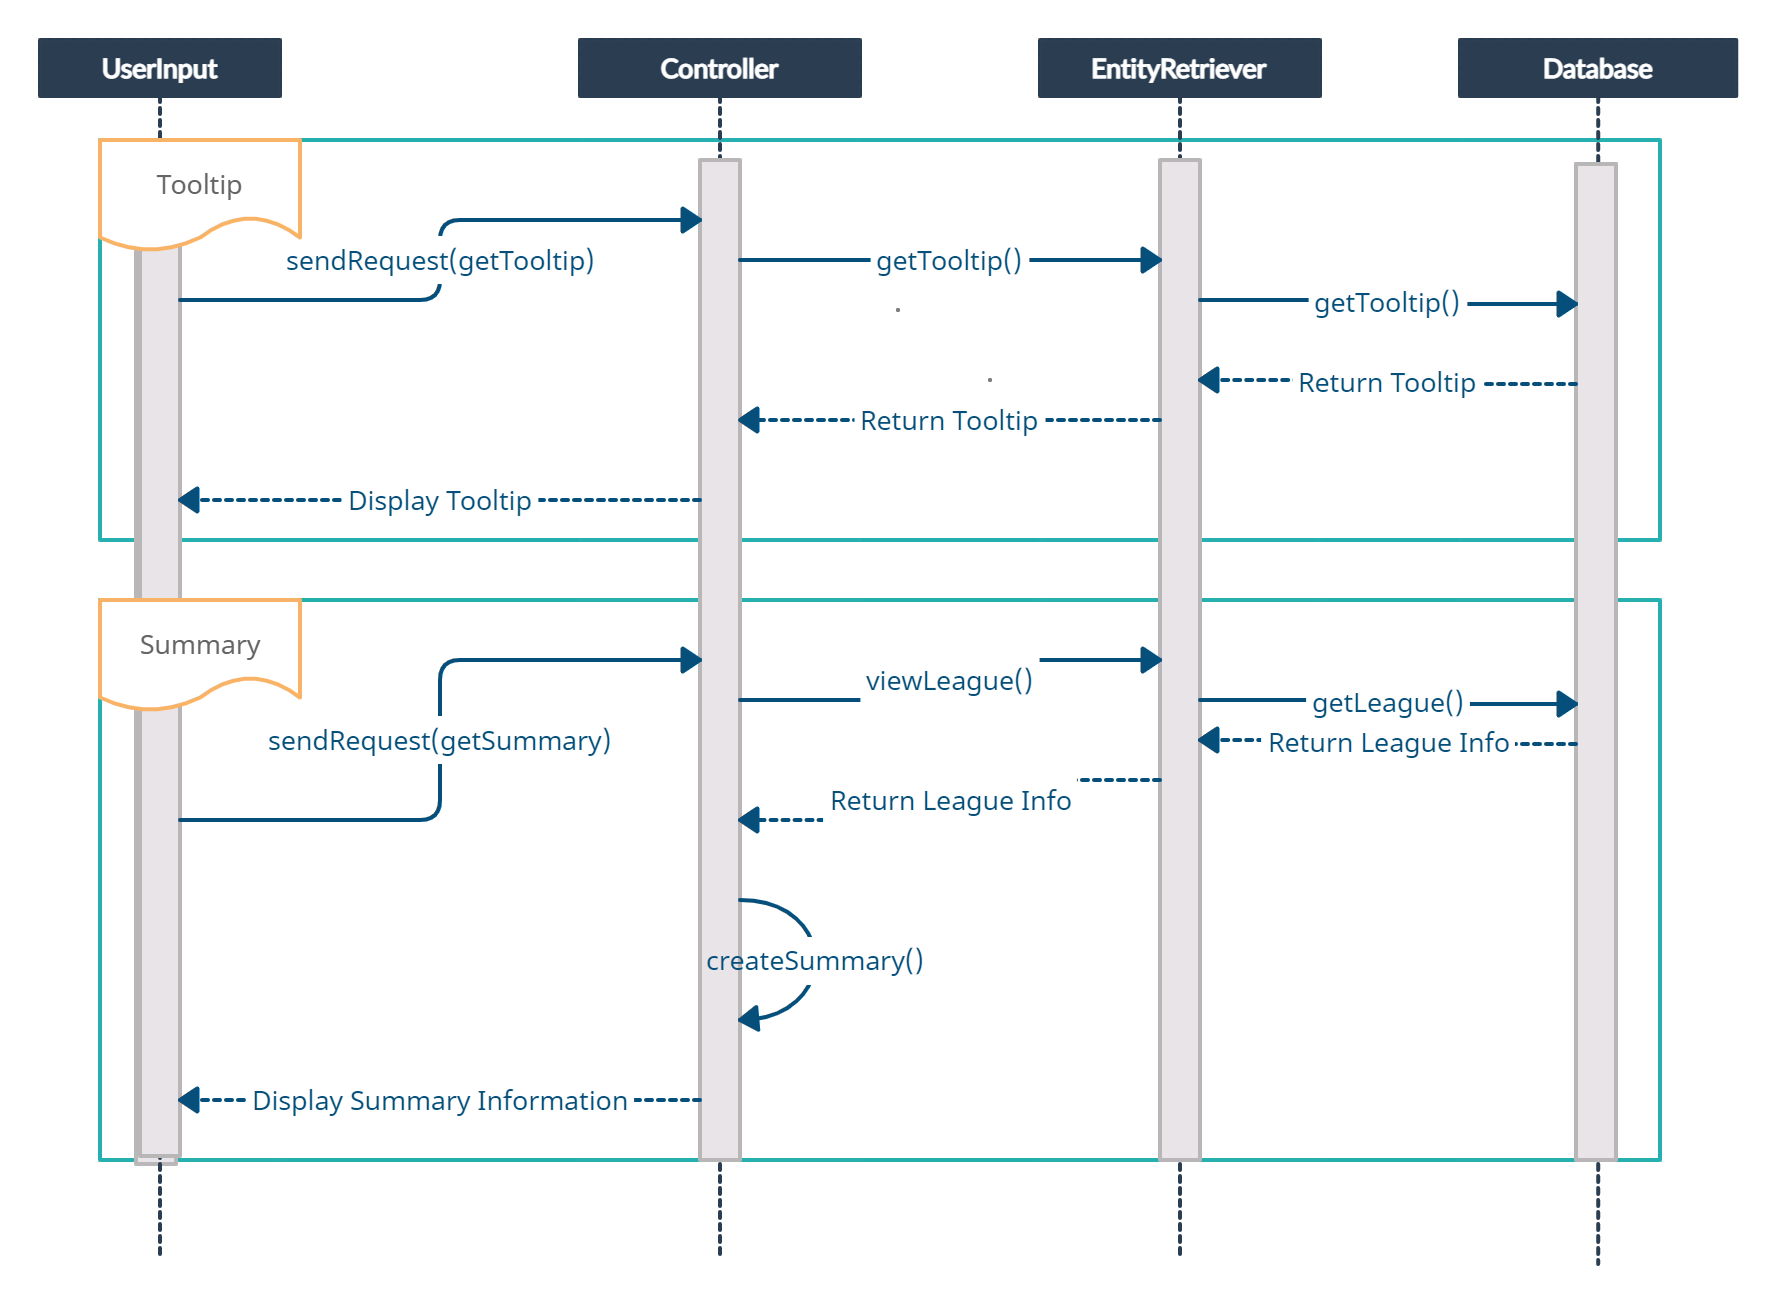 UserInput
Controller
EntityRetriever
Database
Tooltip
sendRequest(getTooltip)
getTooltip()
getTooltip()
Return Tooltip
Return Tooltip
Display Tooltip
Summary
viewLeague()
getLeague()
sendRequest(getSummary)
Return League Info
Return League Info
createSummary()
Display Summary Information